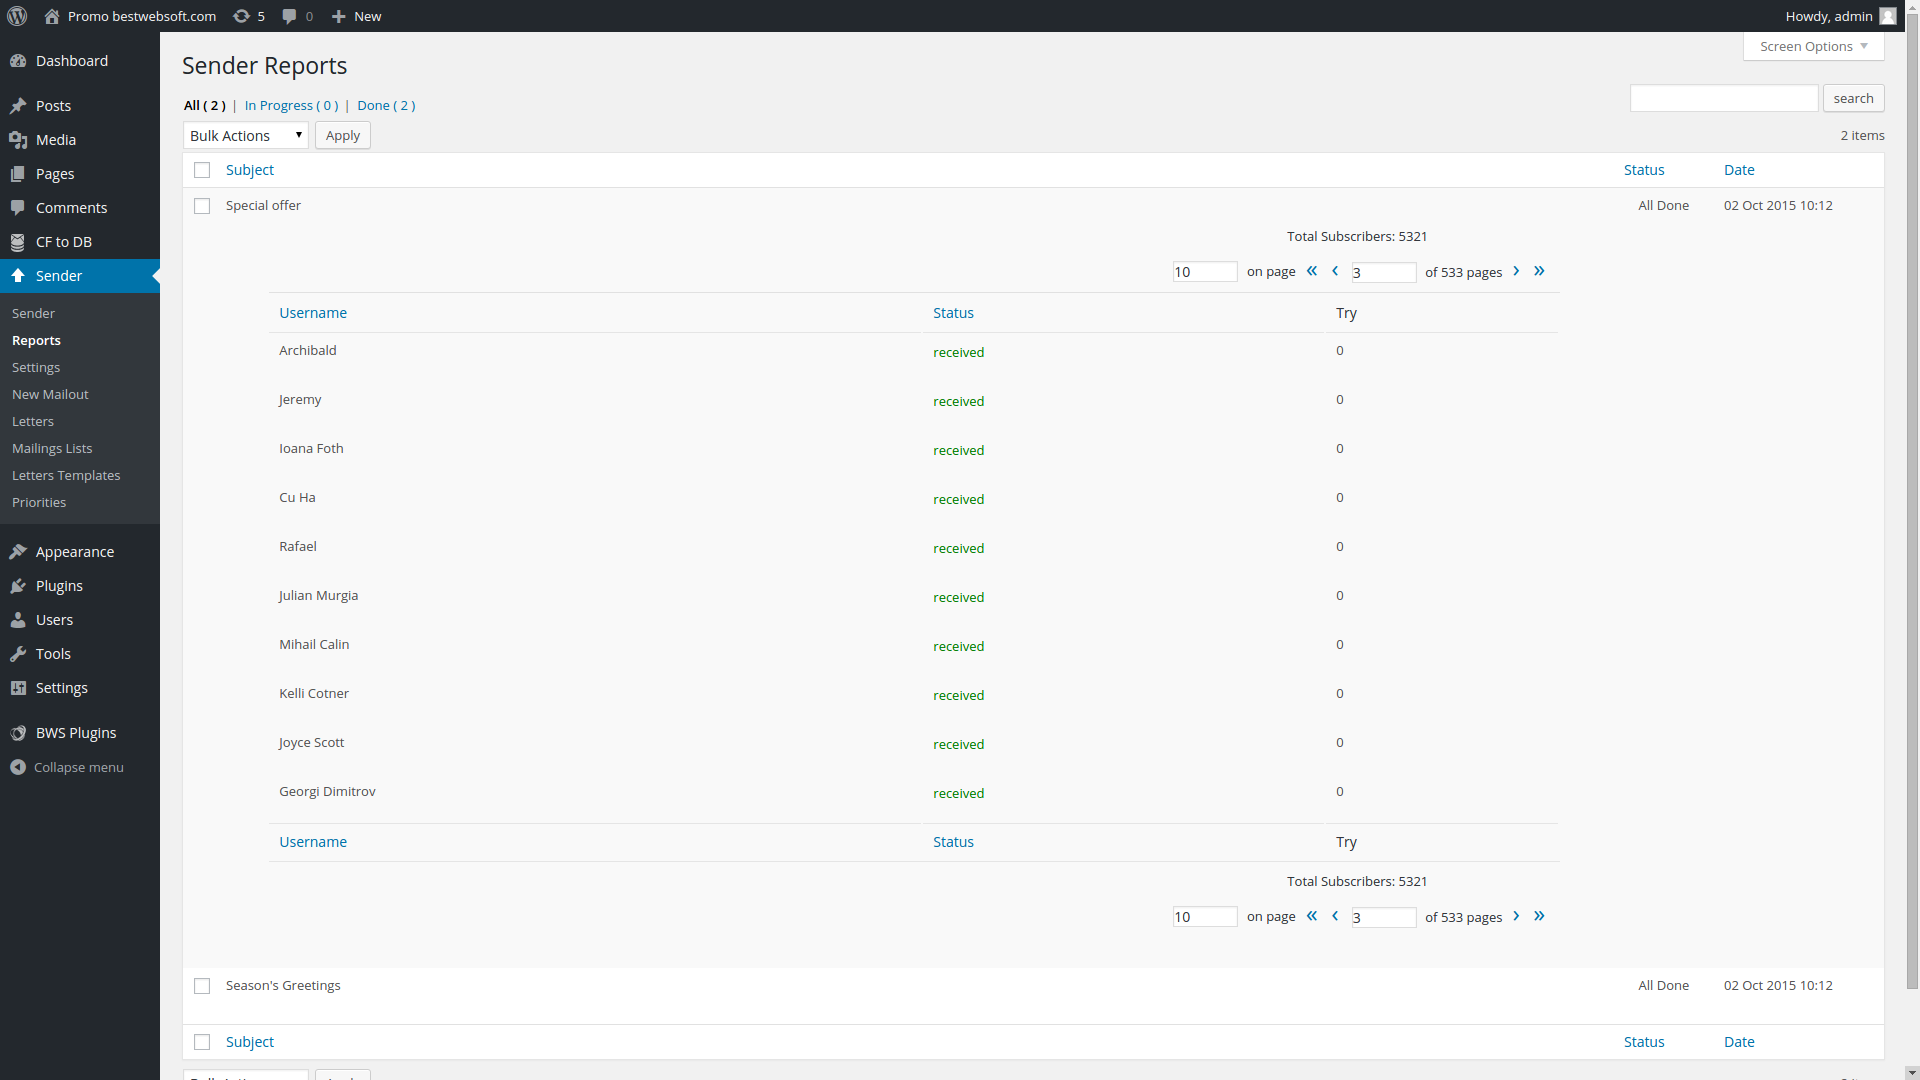 Promo bestwebsoft.com 5 0 New Howdy, admin
Screen Options
Dashboard
Posts
Media
Pages
Comments
CF to DB
Sender
Sender
Reports
Settings
New Mailout
Letters
Mailings Lists
Letters Templates
Priorities
Appearance
Plugins
Users
Tools
Settings
BWS Plugins
Collapse menu
Sender Reports
All ( 2 ) | In Progress ( 0 ) | Done ( 2 )
search
Bulk Actions Apply 2 items
Subject Status Date
Special offer All Done 02 Oct 2015 10:12
Total Subscribers: 5321
10 on page « ‹ 3 of 533 pages › »
Username Status Try
Archibald received 0
Jeremy received 0
Ioana Foth received 0
Cu Ha received 0
Rafael received 0
Julian Murgia received 0
Mihail Calin received 0
Kelli Cotner received 0
Joyce Scott received 0
Georgi Dimitrov received 0
Username Status Try
Total Subscribers: 5321
10 on page « ‹ 3 of 533 pages › »
Season's Greetings All Done 02 Oct 2015 10:12
Subject Status Date